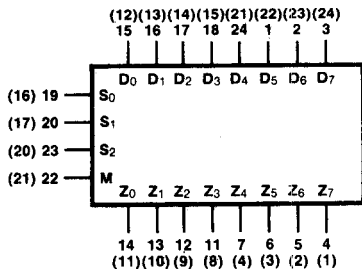 (12) (13) (14) (15) (21) (22) (23) (24)
15 16 17 18 24 1 2 3
D₀ D₁ D₂ D₃ D₄ D₅ D₆ D₇
(16) 19 S₀
(17) 20 S₁
(20) 23 S₂
(21) 22 M
Z₀ Z₁ Z₂ Z₃ Z₄ Z₅ Z₆ Z₇
14 13 12 11 7 6 5 4
(11) (10) (9) (8) (4) (3) (2) (1)